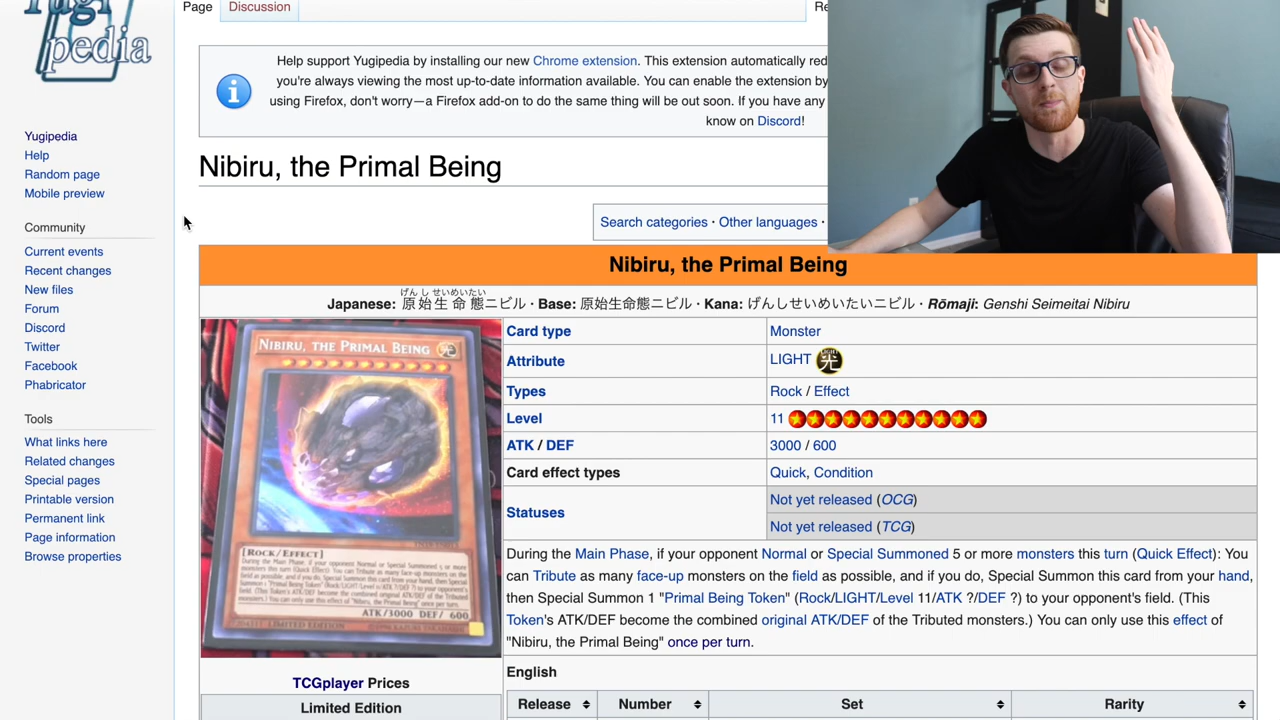 Yugi
pedia
Page
Discussion
Re
Help support Yugipedia by installing our new Chrome extension. This extension automatically red
you're always viewing the most up-to-date information available. You can enable the extension by
using Firefox, don't worry—a Firefox add-on to do the same thing will be out soon. If you have any
know on Discord!
Yugipedia
Help
Random page
Mobile preview
Community
Current events
Recent changes
New files
Forum
Discord
Twitter
Facebook
Phabricator
Tools
What links here
Related changes
Special pages
Printable version
Permanent link
Page information
Browse properties
Nibiru, the Primal Being
Search categories · Other languages ·
Nibiru, the Primal Being
げんし せいめいたい
Japanese: 原始生命態ニビル · Base: 原始生命態ニビル · Kana: げんしせいめいたいニビル · Rōmaji: Genshi Seimeitai Nibiru
NIBIRU, THE PRIMAL BEING
[ROCK/EFFECT]
ATK/3000 DEF/ 600
LIMITED EDITION
TCGplayer Prices
Limited Edition
Card type Monster
Attribute LIGHT LIGHT 光
Types Rock / Effect
Level 11
ATK / DEF 3000 / 600
Card effect types Quick, Condition
Statuses Not yet released (OCG)
Not yet released (TCG)
During the Main Phase, if your opponent Normal or Special Summoned 5 or more monsters this turn (Quick Effect): You
can Tribute as many face-up monsters on the field as possible, and if you do, Special Summon this card from your hand,
then Special Summon 1 "Primal Being Token" (Rock/LIGHT/Level 11/ATK ?/DEF ?) to your opponent's field. (This
Token's ATK/DEF become the combined original ATK/DEF of the Tributed monsters.) You can only use this effect of
"Nibiru, the Primal Being" once per turn.
English
Release Number Set Rarity